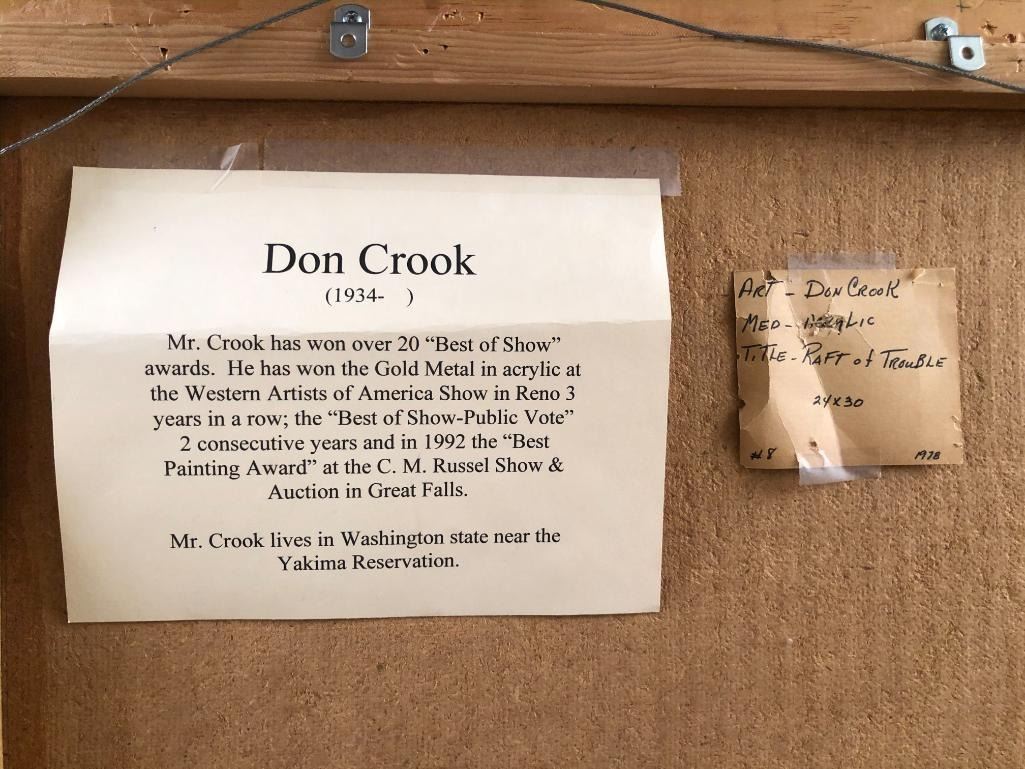 Don Crook
(1934-    )
Mr. Crook has won over 20 “Best of Show”
awards.  He has won the Gold Metal in acrylic at
the Western Artists of America Show in Reno 3
years in a row; the “Best of Show-Public Vote”
2 consecutive years and in 1992 the “Best
Painting Award” at the C. M. Russel Show &
Auction in Great Falls.
Mr. Crook lives in Washington state near the
Yakima Reservation.
ART - DON CROOK
MED -
TITLE - RAFT of TROUBLE
24x30
#8 1978